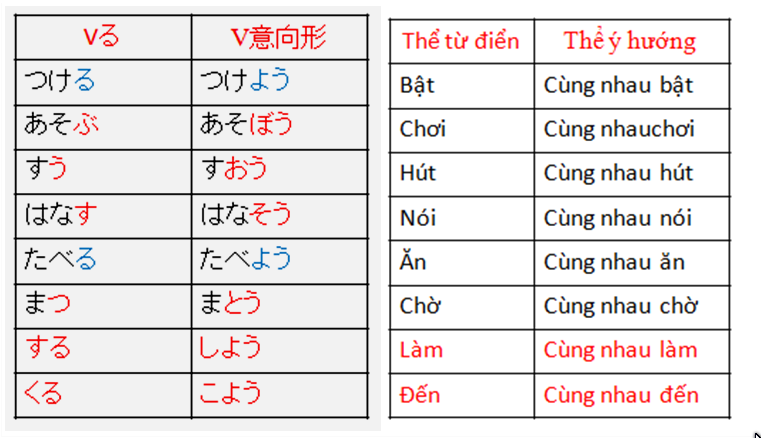 Vる V意向形
つける つけよう
あそぶ あそぼう
すう すおう
はなす はなそう
たべる たべよう
まつ まとう
する しよう
くる こよう
Thể từ điển Thể ý hướng
Bật Cùng nhau bật
Chơi Cùng nhauchơi
Hút Cùng nhau hút
Nói Cùng nhau nói
Ăn Cùng nhau ăn
Chờ Cùng nhau chờ
Làm Cùng nhau làm
Đến Cùng nhau đến